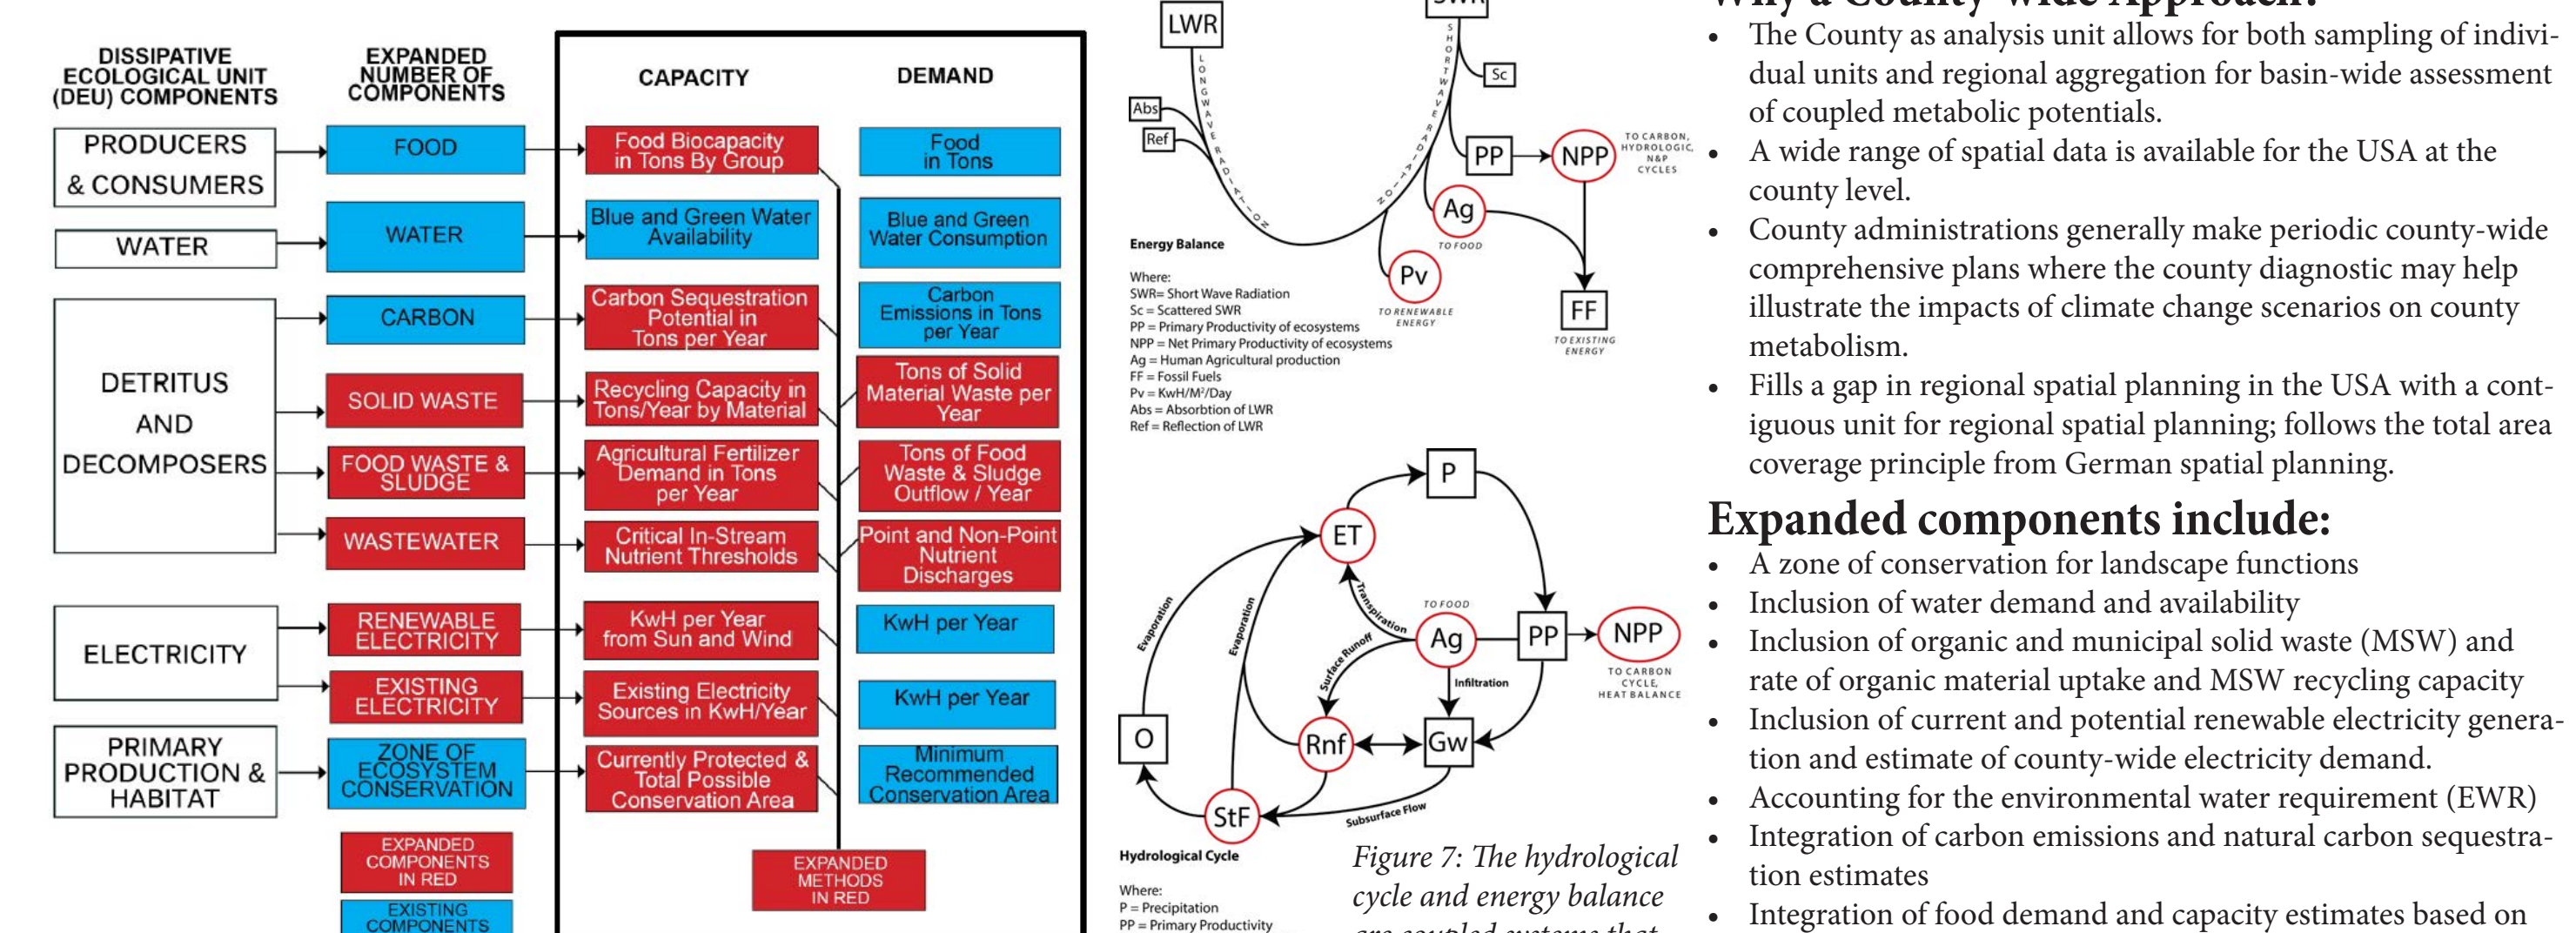 DISSIPATIVE
ECOLOGICAL UNIT
(DEU) COMPONENTS
EXPANDED
NUMBER OF
COMPONENTS
CAPACITY
DEMAND
PRODUCERS
& CONSUMERS
FOOD
Food Biocapacity
in Tons By Group
Food
in Tons
WATER
WATER
Blue and Green Water
Availability
Blue and Green
Water Consumption
DETRITUS
AND
DECOMPOSERS
CARBON
Carbon Sequestration
Potential in
Tons per Year
Carbon
Emissions in Tons
per Year
SOLID WASTE
Recycling Capacity in
Tons/Year by Material
Tons of Solid
Material Waste per
Year
FOOD WASTE &
SLUDGE
Agricultural Fertilizer
Demand in Tons
per Year
Tons of Food
Waste & Sludge
Outflow / Year
WASTEWATER
Critical In-Stream
Nutrient Thresholds
Point and Non-Point
Nutrient
Discharges
ELECTRICITY
RENEWABLE
ELECTRICITY
KwH per Year
from Sun and Wind
KwH per Year
EXISTING
ELECTRICITY
Existing Electricity
Sources in KwH/Year
KwH per Year
PRIMARY
PRODUCTION &
HABITAT
ZONE OF
ECOSYSTEM
CONSERVATION
Currently Protected &
Total Possible
Conservation Area
Minimum
Recommended
Conservation Area
EXPANDED
COMPONENTS
IN RED
EXISTING
COMPONENTS
EXPANDED
METHODS
IN RED
LWR
SWR
LONGWAVE RADIATION
SHORTWAVE RADIATION
Sc
Abs
Ref
PP
NPP
TO CARBON,
HYDROLOGIC,
N&P
CYCLES
Ag
TO FOOD
Pv
TO RENEWABLE
ENERGY
FF
TO EXISTING
ENERGY
Energy Balance
Where:
SWR= Short Wave Radiation
Sc = Scattered SWR
PP = Primary Productivity of ecosystems
NPP = Net Primary Productivity of ecosystems
Ag = Human Agricultural production
FF = Fossil Fuels
Pv = KwH/M²/Day
Abs = Absorbtion of LWR
Ref = Reflection of LWR
P
ET
Evaporation
Evaporation
Transpiration
TO FOOD
Ag
PP
NPP
TO CARBON
CYCLE,
HEAT BALANCE
Surface Runoff
Infiltration
O
Rnf
Gw
StF
Subsurface Flow
Hydrological Cycle
Where:
P = Precipitation
PP = Primary Productivity
Figure 7: The hydrological
cycle and energy balance
are coupled systems that
Why a County-wide Approach?
• The County as analysis unit allows for both sampling of indivi-
dual units and regional aggregation for basin-wide assessment
of coupled metabolic potentials.
• A wide range of spatial data is available for the USA at the
county level.
• County administrations generally make periodic county-wide
comprehensive plans where the county diagnostic may help
illustrate the impacts of climate change scenarios on county
metabolism.
• Fills a gap in regional spatial planning in the USA with a cont-
iguous unit for regional spatial planning; follows the total area
coverage principle from German spatial planning.
Expanded components include:
• A zone of conservation for landscape functions
• Inclusion of water demand and availability
• Inclusion of organic and municipal solid waste (MSW) and
rate of organic material uptake and MSW recycling capacity
• Inclusion of current and potential renewable electricity genera-
tion and estimate of county-wide electricity demand.
• Accounting for the environmental water requirement (EWR)
• Integration of carbon emissions and natural carbon sequestra-
tion estimates
• Integration of food demand and capacity estimates based on